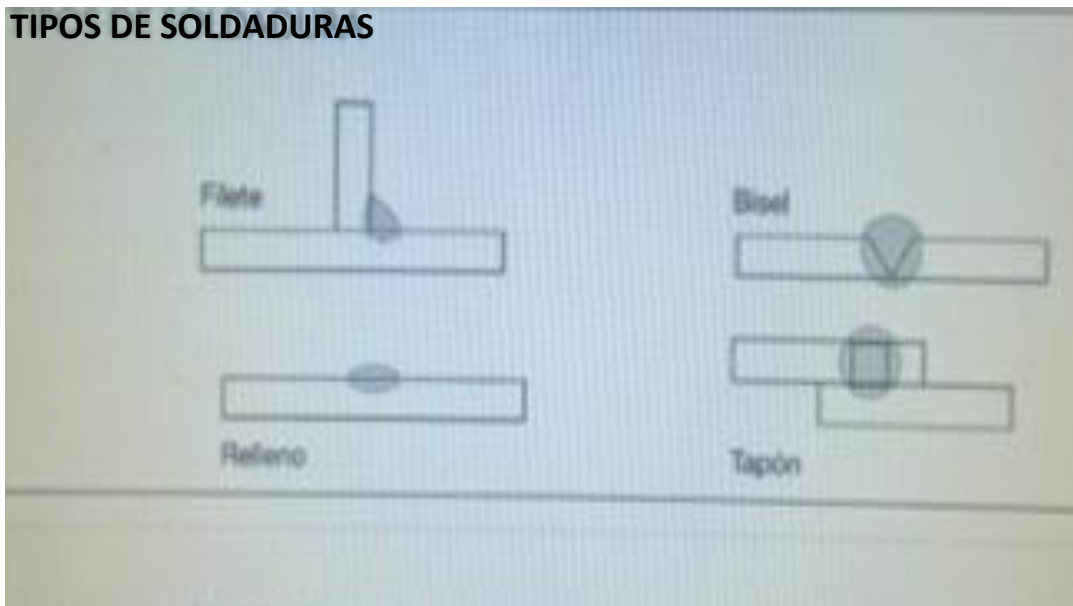 TIPOS DE SOLDADURAS
Filete
Bisel
Relleno
Tapón